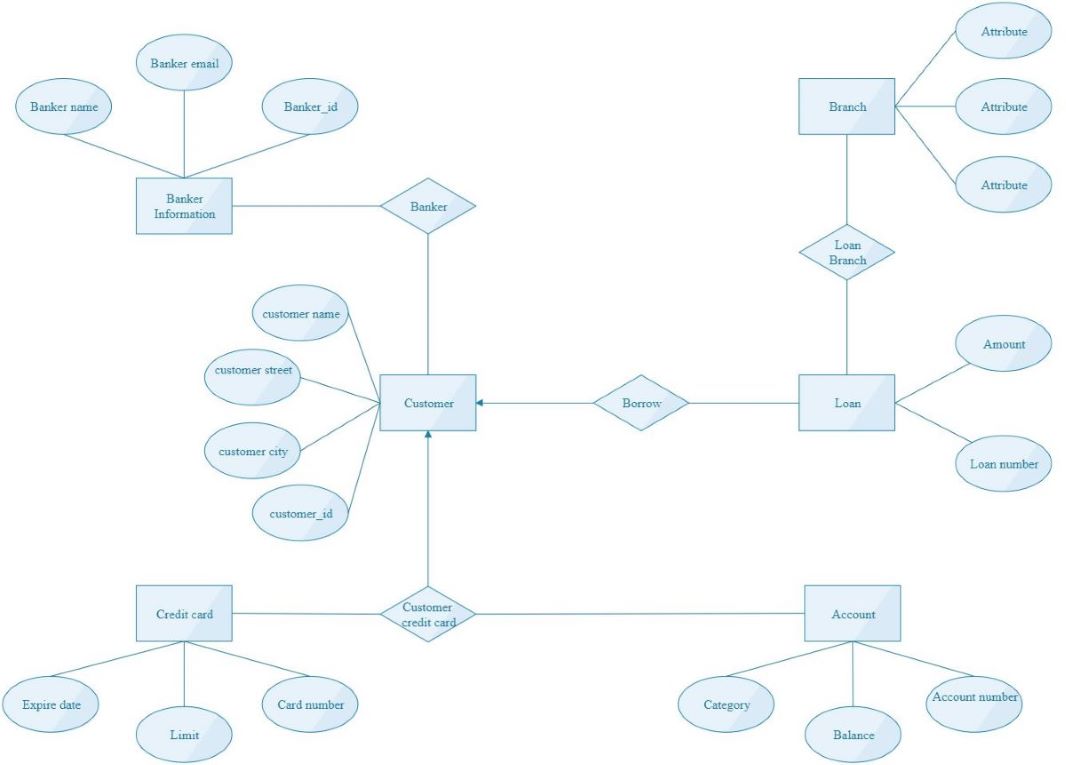 Attribute
Banker email
Banker name
Banker_id
Branch
Attribute
Attribute
Banker
Information
Banker
Loan
Branch
customer name
Amount
customer street
Customer
Borrow
Loan
customer city
Loan number
customer_id
Credit card
Customer
credit card
Account
Expire date
Card number
Category
Account number
Limit
Balance